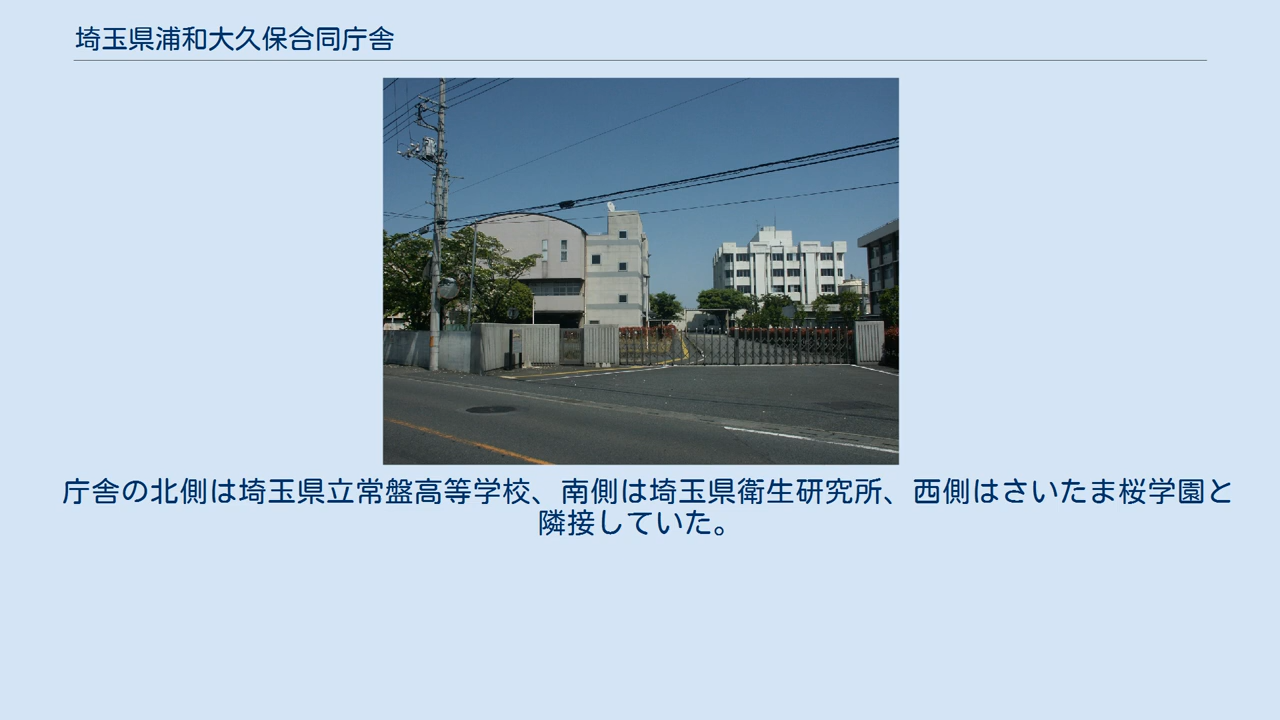 埼玉県浦和大久保合同庁舎
庁舎の北側は埼玉県立常盤高等学校、南側は埼玉県衛生研究所、西側はさいたま桜学園と
隣接していた。